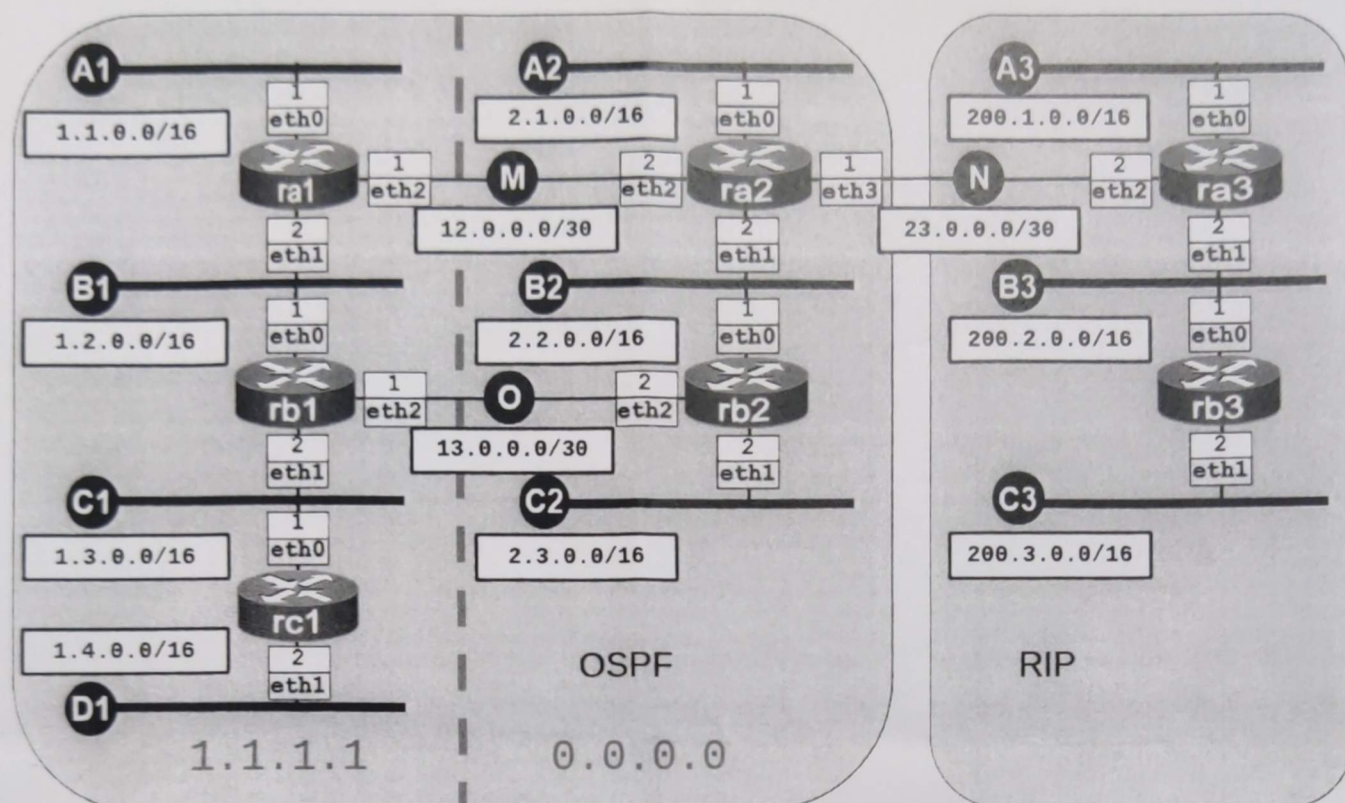 A1
A2
A3
1
eth0
1
eth0
1
eth0
1.1.0.0/16
2.1.0.0/16
200.1.0.0/16
ra1
1
eth2
M
2
eth2
ra2
1
eth3
N
2
eth2
ra3
12.0.0.0/30
23.0.0.0/30
2
eth1
2
eth1
2
eth1
B1
B2
B3
1
eth0
1
eth0
1
eth0
1.2.0.0/16
2.2.0.0/16
200.2.0.0/16
rb1
1
eth2
O
2
eth2
rb2
rb3
13.0.0.0/30
2
eth1
2
eth1
2
eth1
C1
C2
C3
1
eth0
1.3.0.0/16
2.3.0.0/16
200.3.0.0/16
rc1
1.4.0.0/16
2
eth1
OSPF
RIP
D1
1.1.1.1
0.0.0.0